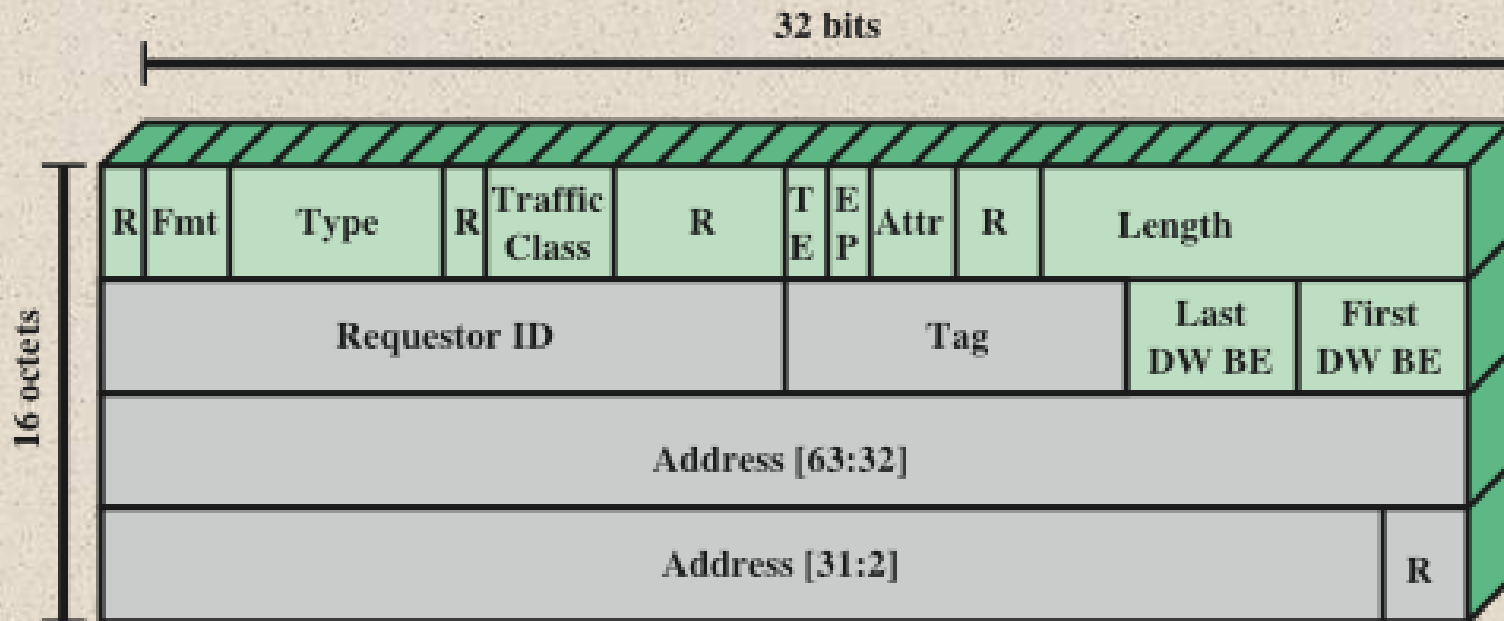 32 bits
16 octets
R Fmt Type R Traffic Class R T E E P Attr R Length
Requestor ID Tag Last DW BE First DW BE
Address [63:32]
Address [31:2] R